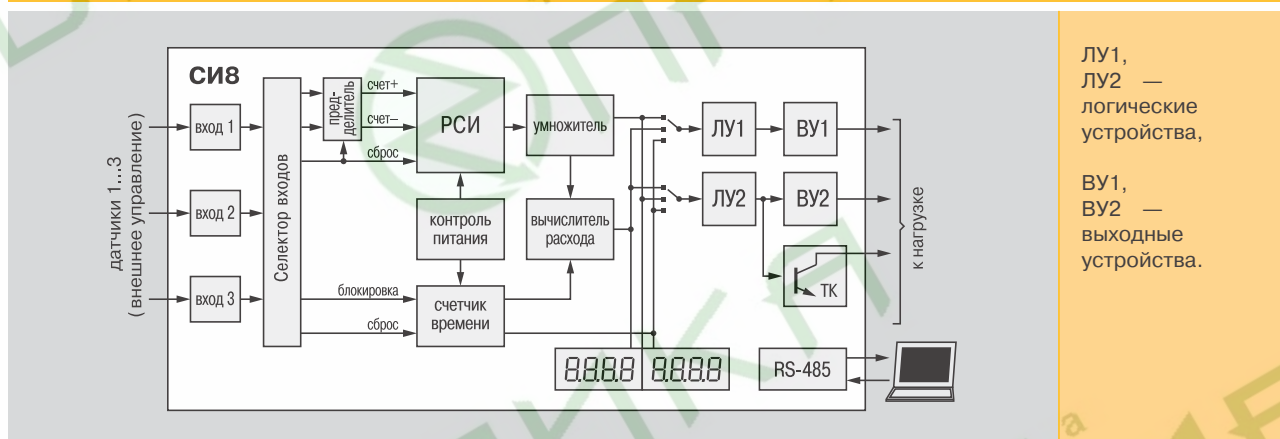 СИ8
датчики 1...3
(внешнее управление)
вход 1
вход 2
вход 3
Селектор входов
пред-
делитель
счет+
счет–
сброс
РСИ
умножитель
контроль
питания
вычислитель
расхода
блокировка
сброс
счетчик
времени
ЛУ1
ВУ1
ЛУ2
ВУ2
ТК
к нагрузке
8.8.8.8 8.8.8.8
RS-485
ЛУ1,
ЛУ2 —
логические
устройства,
ВУ1,
ВУ2 —
выходные
устройства.